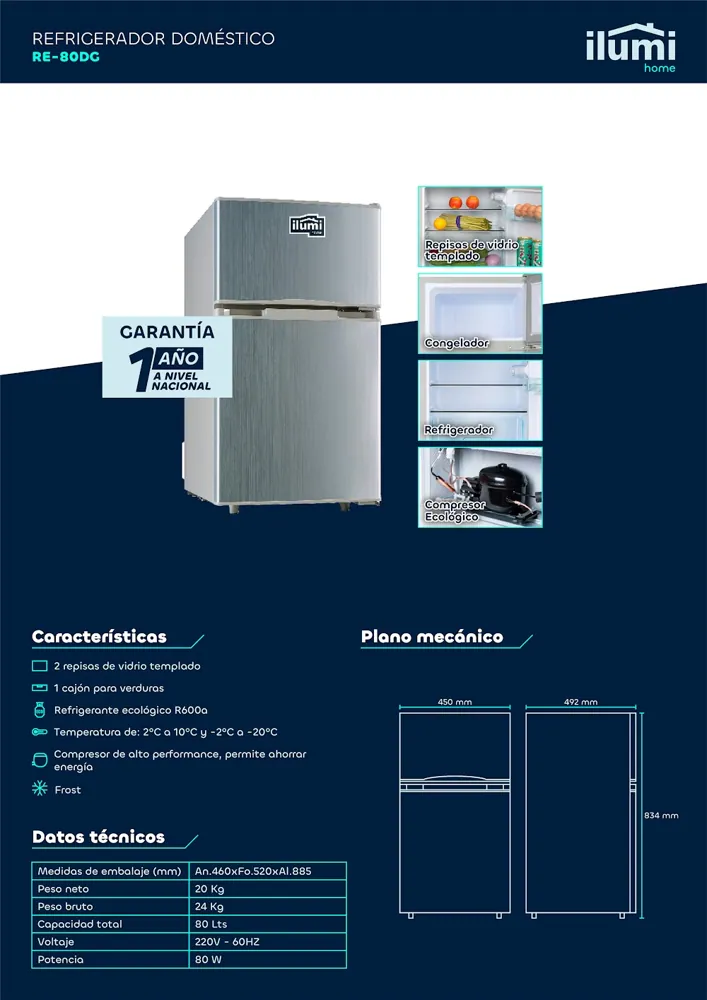 REFRIGERADOR DOMÉSTICO
RE-80DG
ilumi
home
ilumi
GARANTÍA
1 AÑO
A NIVEL
NACIONAL
Repisas de vidrio
templado
Congelador
Refrigerador
Compresor
Ecológico
Características
2 repisas de vidrio templado
1 cajón para verduras
Refrigerante ecológico R600a
Temperatura de: 2ºC a 10ºC y -2ºC a -20ºC
Compresor de alto performance, permite ahorrar
energía
Frost
Plano mecánico
450 mm
492 mm
834 mm
Datos técnicos
Medidas de embalaje (mm) An.460xFo.520xAl.885
Peso neto 20 Kg
Peso bruto 24 Kg
Capacidad total 80 Lts
Voltaje 220V - 60HZ
Potencia 80 W